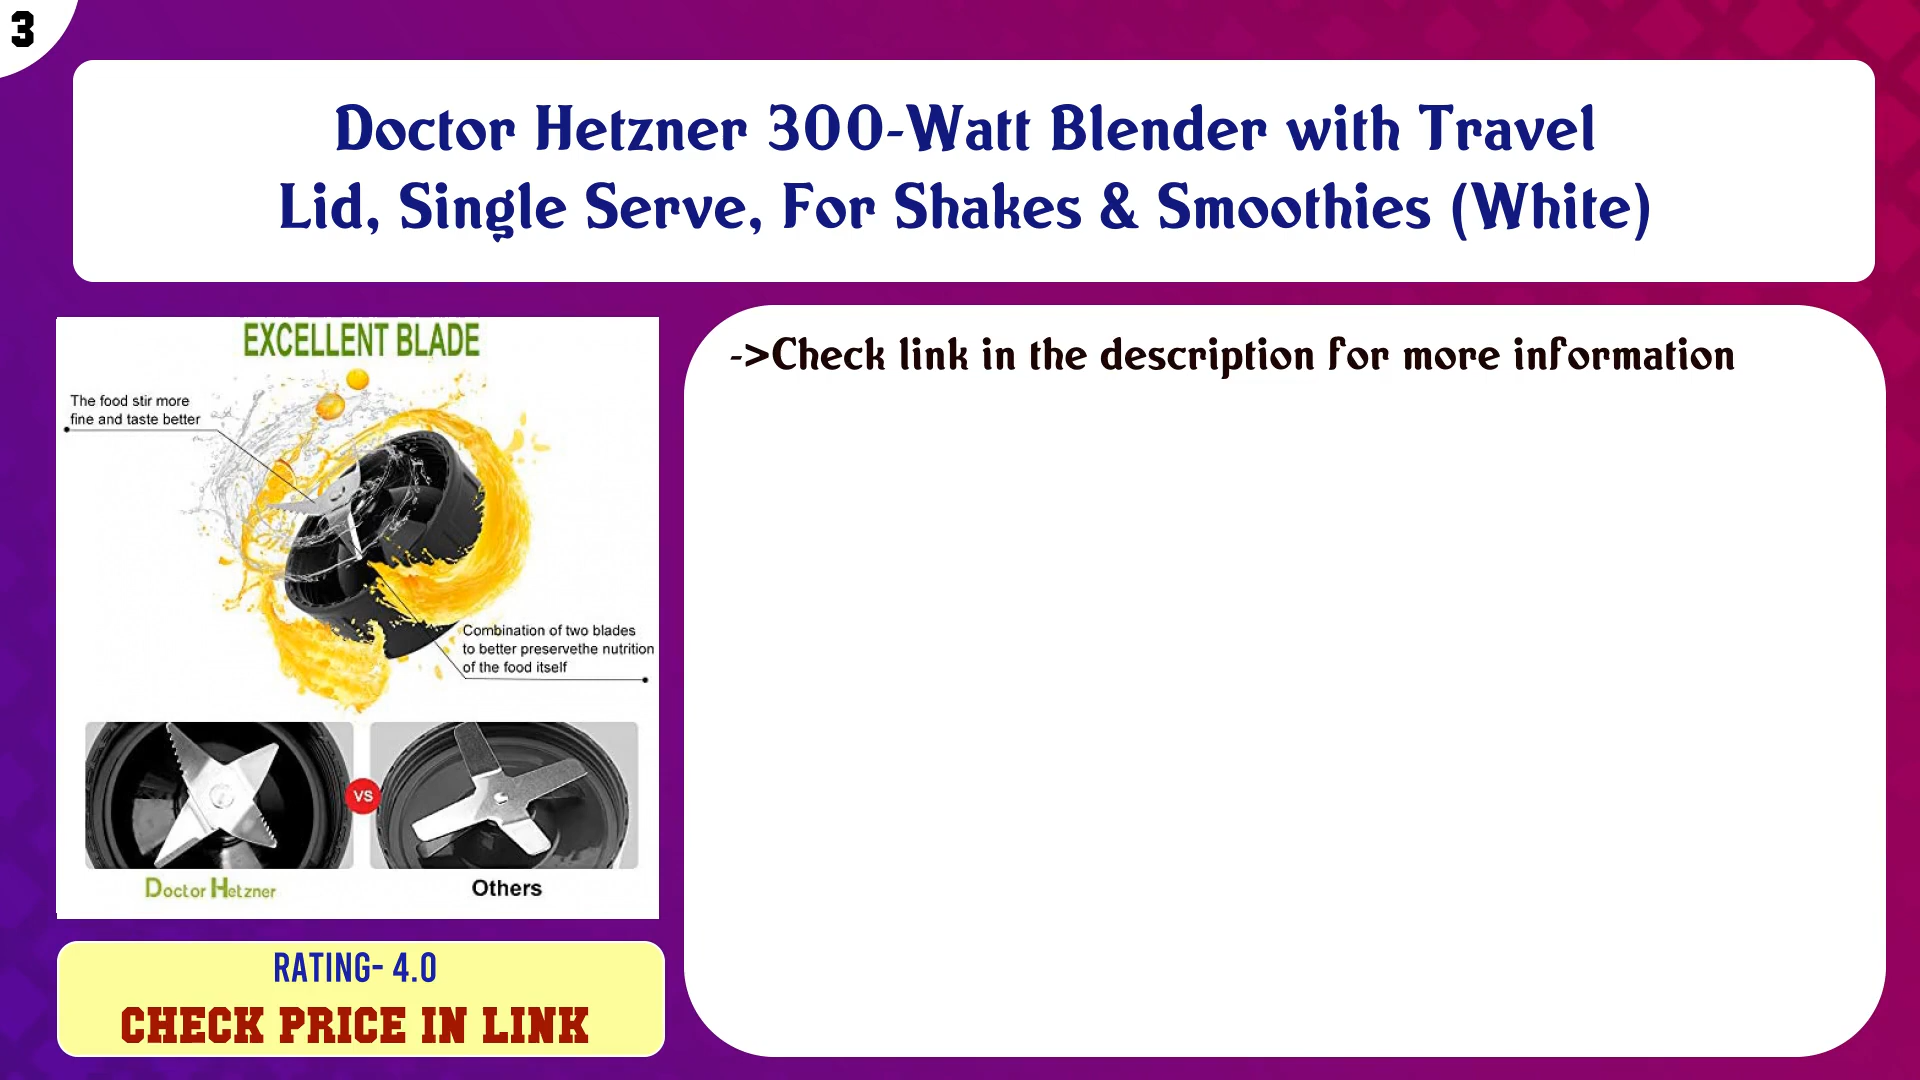 3
Doctor Hetzner 300-Watt Blender with Travel
Lid, Single Serve, For Shakes & Smoothies (White)
EXCELLENT BLADE
The food stir more
fine and taste better
Combination of two blades
to better preservethe nutrition
of the food itself
VS
Doctor Hetzner
Others
RATING- 4.0
CHECK PRICE IN LINK
->Check link in the description for more information